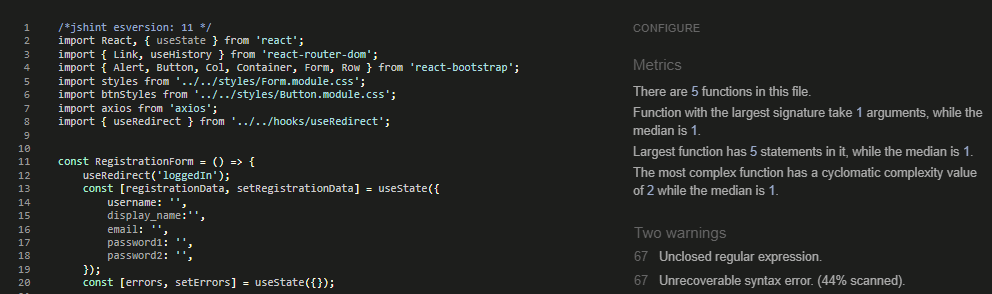 1 /*jshint esversion: 11 */
2 import React, { useState } from 'react';
3 import { Link, useHistory } from 'react-router-dom';
4 import { Alert, Button, Col, Container, Form, Row } from 'react-bootstrap';
5 import styles from '../../styles/Form.module.css';
6 import btnStyles from '../../styles/Button.module.css';
7 import axios from 'axios';
8 import { useRedirect } from '../../hooks/useRedirect';
9
10
11 const RegistrationForm = () => {
12 useRedirect('loggedIn');
13 const [registrationData, setRegistrationData] = useState({
14 username: '',
15 display_name:'',
16 email: '',
17 password1: '',
18 password2: '',
19 });
20 const [errors, setErrors] = useState({});
CONFIGURE
Metrics
There are 5 functions in this file.
Function with the largest signature take 1 arguments, while the
median is 1.
Largest function has 5 statements in it, while the median is 1.
The most complex function has a cyclomatic complexity value
of 2 while the median is 1.
Two warnings
67 Unclosed regular expression.
67 Unrecoverable syntax error. (44% scanned).